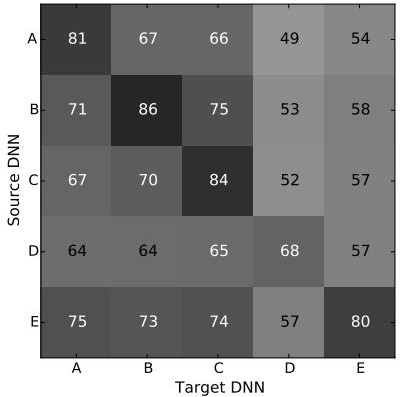 A 81 67 66 49 54
B 71 86 75 53 58
C 67 70 84 52 57
D 64 64 65 68 57
E 75 73 74 57 80
A B C D E
Source DNN
Target DNN